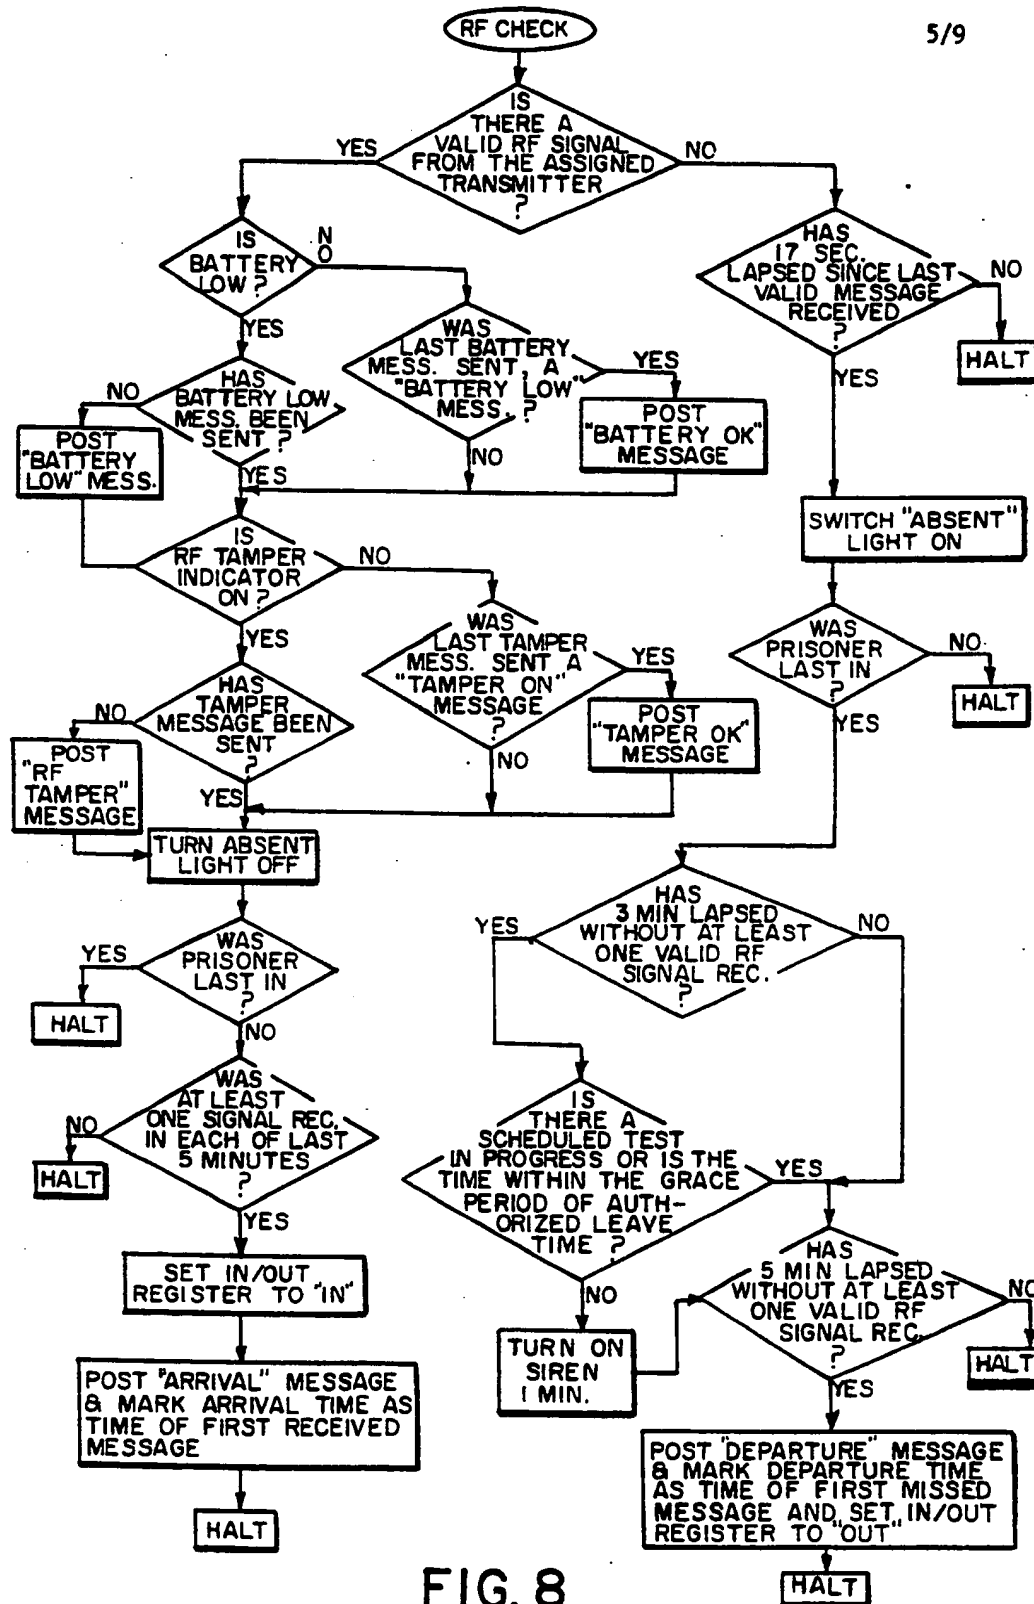 5/9
RF CHECK
IS
THERE A
VALID RF SIGNAL
FROM THE ASSIGNED
TRANSMITTER
?
YES
NO
IS
BATTERY
LOW ?
N
O
YES
HAS
17 SEC.
LAPSED SINCE LAST
VALID MESSAGE
RECEIVED
?
NO
HALT
YES
WAS
LAST BATTERY
MESS. SENT, A
"BATTERY LOW"
MESS. ?
YES
POST
"BATTERY OK"
MESSAGE
NO
HAS
BATTERY LOW
MESS. BEEN
SENT ?
NO
POST
"BATTERY
LOW" MESS.
YES
SWITCH "ABSENT"
LIGHT ON
IS
RF TAMPER
INDICATOR
ON ?
NO
YES
WAS
LAST TAMPER
MESS. SENT A
"TAMPER ON"
MESSAGE
?
YES
POST
"TAMPER OK"
MESSAGE
NO
WAS
PRISONER
LAST IN
?
NO
HALT
YES
HAS
TAMPER
MESSAGE BEEN
SENT
?
NO
POST
"RF
TAMPER"
MESSAGE
YES
TURN ABSENT
LIGHT OFF
WAS
PRISONER
LAST IN
?
YES
HALT
NO
HAS
3 MIN LAPSED
WITHOUT AT LEAST
ONE VALID RF
SIGNAL REC.
?
YES
NO
WAS
AT LEAST
ONE SIGNAL REC.
IN EACH OF LAST
5 MINUTES
?
NO
HALT
YES
IS
THERE A
SCHEDULED TEST
IN PROGRESS OR IS THE
TIME WITHIN THE GRACE
PERIOD OF AUTH-
ORIZED LEAVE
TIME ?
YES
NO
SET IN/OUT
REGISTER TO "IN"
TURN ON
SIREN
1 MIN.
HAS
5 MIN LAPSED
WITHOUT AT LEAST
ONE VALID RF
SIGNAL REC.
?
NO
HALT
YES
POST "ARRIVAL" MESSAGE
& MARK ARRIVAL TIME AS
TIME OF FIRST RECEIVED
MESSAGE
HALT
POST "DEPARTURE" MESSAGE
& MARK DEPARTURE TIME
AS TIME OF FIRST MISSED
MESSAGE AND SET IN/OUT
REGISTER TO "OUT"
HALT
FIG. 8